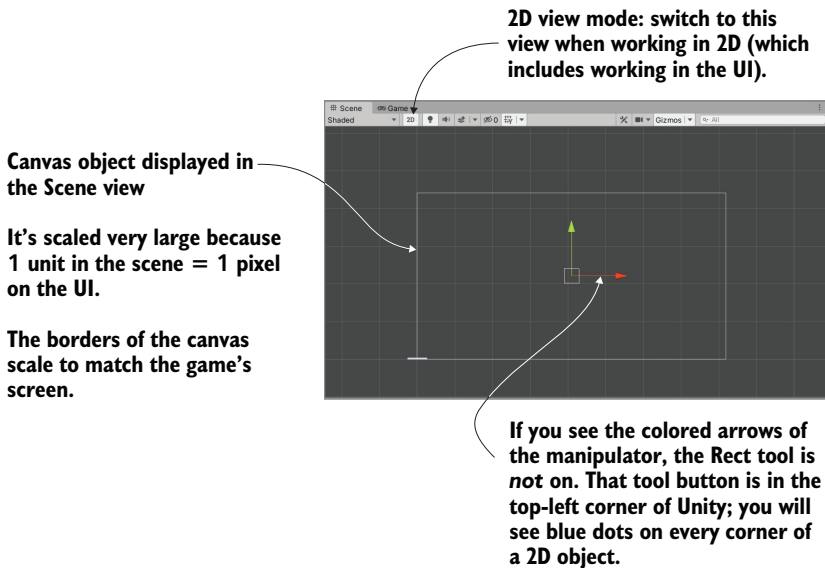 2D view mode: switch to this
view when working in 2D (which
includes working in the UI).
Scene Game
Shaded 2D 0 Gizmos All
Canvas object displayed in
the Scene view
It's scaled very large because
1 unit in the scene = 1 pixel
on the UI.
The borders of the canvas
scale to match the game's
screen.
If you see the colored arrows of
the manipulator, the Rect tool is
not on. That tool button is in the
top-left corner of Unity; you will
see blue dots on every corner of
a 2D object.